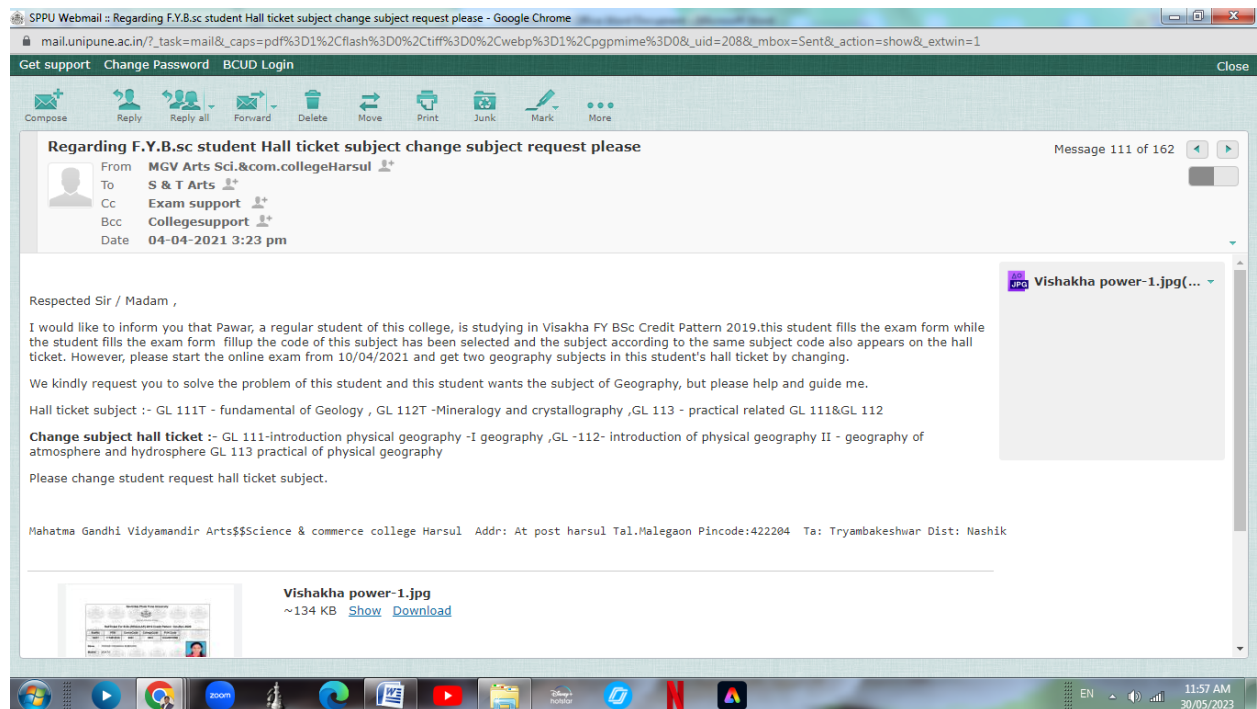 SPPU Webmail :: Regarding F.Y.B.sc student Hall ticket subject change subject request please - Google Chrome
mail.unipune.ac.in/?_task=mail&_caps=pdf%3D1%2Cflash%3D0%2Ctiff%3D0%2Cwebp%3D1%2Cpgpmime%3D0&_uid=208&_mbox=Sent&_action=show&_extwin=1
Get support Change Password BCUD Login Close
Compose Reply Reply all Forward Delete Move Print Junk Mark More
Regarding F.Y.B.sc student Hall ticket subject change subject request please
Message 111 of 162
From MGV Arts Sci.&com.collegeHarsul
To S & T Arts
Cc Exam support
Bcc Collegesupport
Date 04-04-2021 3:23 pm
Vishakha power-1.jpg(...
Respected Sir / Madam ,
I would like to inform you that Pawar, a regular student of this college, is studying in Visakha FY BSc Credit Pattern 2019.this student fills the exam form while
the student fills the exam form fillup the code of this subject has been selected and the subject according to the same subject code also appears on the hall
ticket. However, please start the online exam from 10/04/2021 and get two geography subjects in this student's hall ticket by changing.
We kindly request you to solve the problem of this student and this student wants the subject of Geography, but please help and guide me.
Hall ticket subject :- GL 111T - fundamental of Geology , GL 112T -Mineralogy and crystallography ,GL 113 - practical related GL 111&GL 112
Change subject hall ticket :- GL 111-introduction physical geography -I geography ,GL -112- introduction of physical geography II - geography of
atmosphere and hydrosphere GL 113 practical of physical geography
Please change student request hall ticket subject.
Mahatma Gandhi Vidyamandir Arts$$Science & commerce college Harsul Addr: At post harsul Tal.Malegaon Pincode:422204 Ta: Tryambakeshwar Dist: Nashik
Vishakha power-1.jpg
~134 KB Show Download
zoom
Disney+
hotstar
EN
11:57 AM
30/05/2023